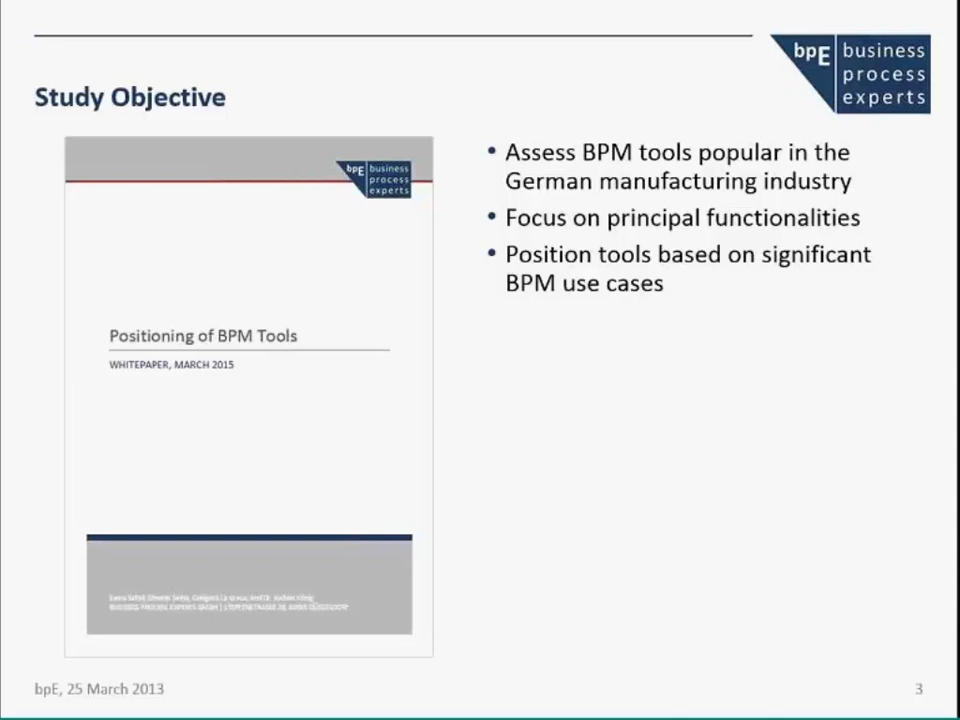 bpE business
process
experts
Study Objective
bpE business
process
experts
Positioning of BPM Tools
WHITEPAPER, MARCH 2015
• Assess BPM tools popular in the
German manufacturing industry
• Focus on principal functionalities
• Position tools based on significant
BPM use cases
bpE, 25 March 2013
3